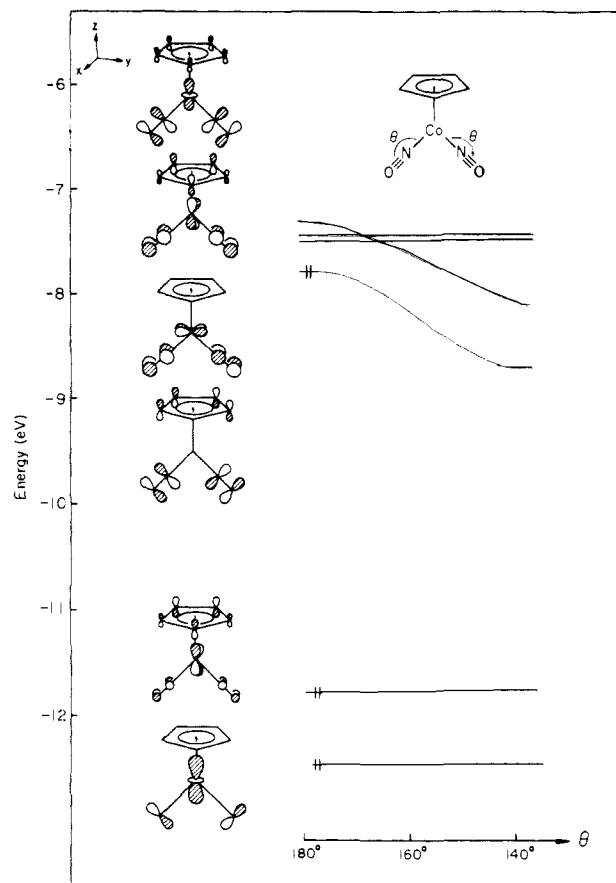 z
x
y
Energy (eV)
-6
-7
-8
-9
-10
-11
-12
θ
Co
θ
N
N
O
O
180°
160°
140°
θ